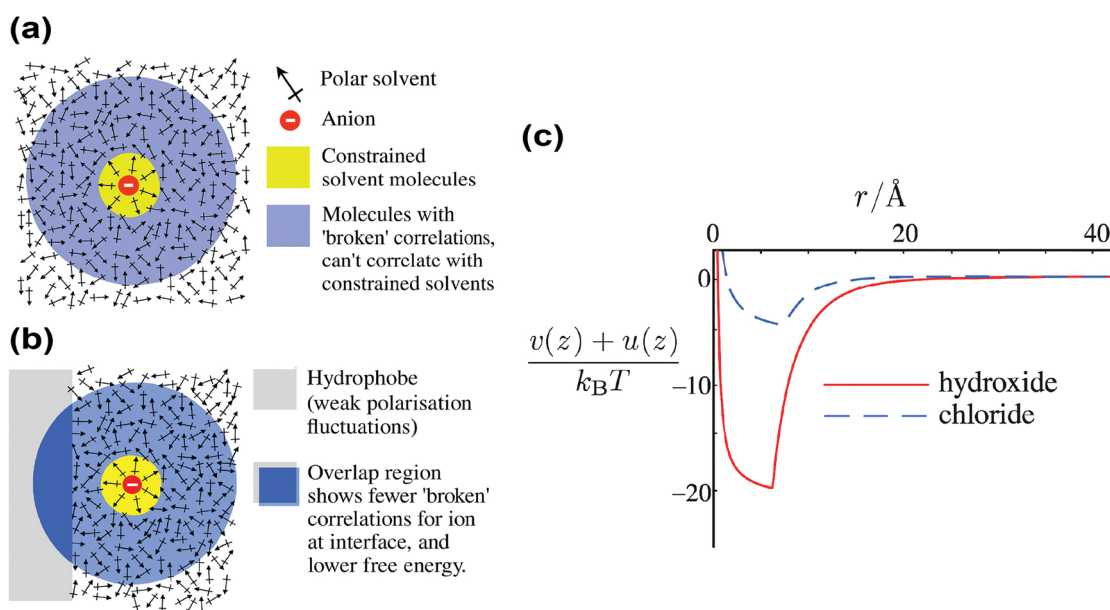 (a)
Polar solvent
Anion
Constrained
solvent molecules
Molecules with
'broken' correlations,
can't correlate with
constrained solvents
(b)
Hydrophobe
(weak polarisation
fluctuations)
Overlap region
shows fewer 'broken'
correlations for ion
at interface, and
lower free energy.
(c)
r/Å
0 20 40
0
v(z) + u(z)
k_BT
−10
−20
hydroxide
chloride